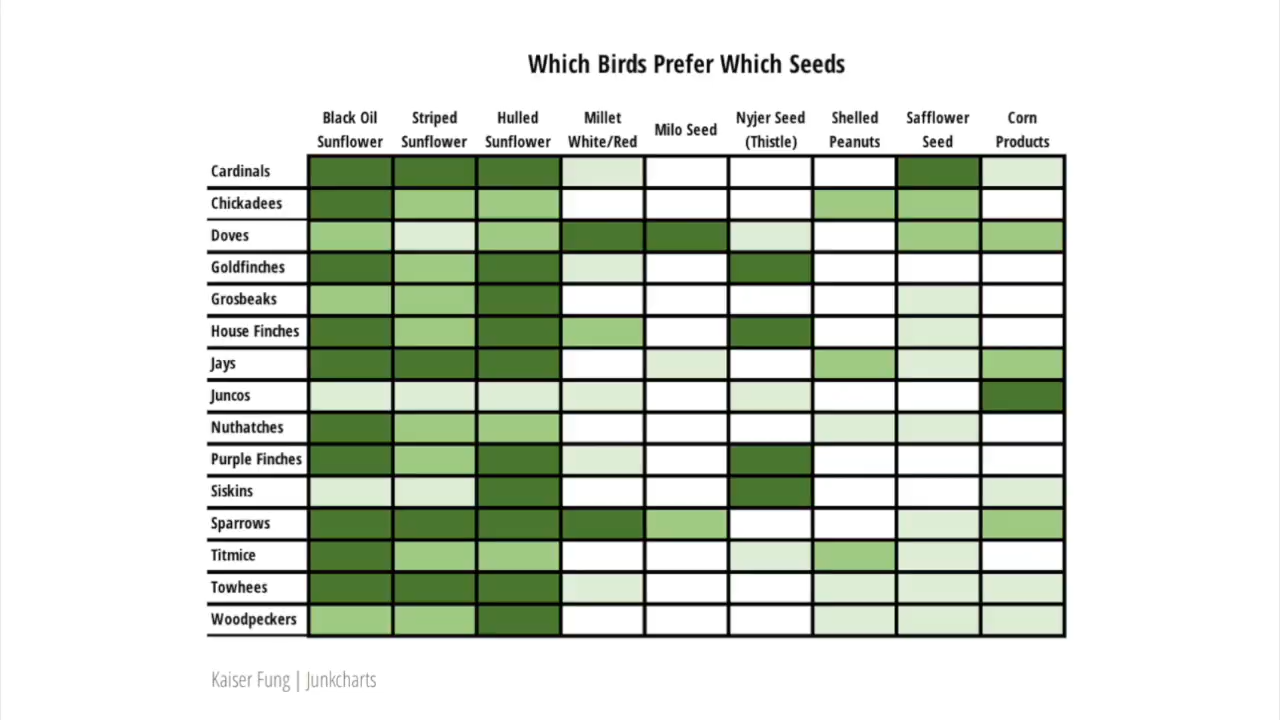 Which Birds Prefer Which Seeds
Black Oil Sunflower
Striped Sunflower
Hulled Sunflower
Millet White/Red
Milo Seed
Nyjer Seed (Thistle)
Shelled Peanuts
Safflower Seed
Corn Products
Cardinals
Chickadees
Doves
Goldfinches
Grosbeaks
House Finches
Jays
Juncos
Nuthatches
Purple Finches
Siskins
Sparrows
Titmice
Towhees
Woodpeckers
Kaiser Fung | Junkcharts